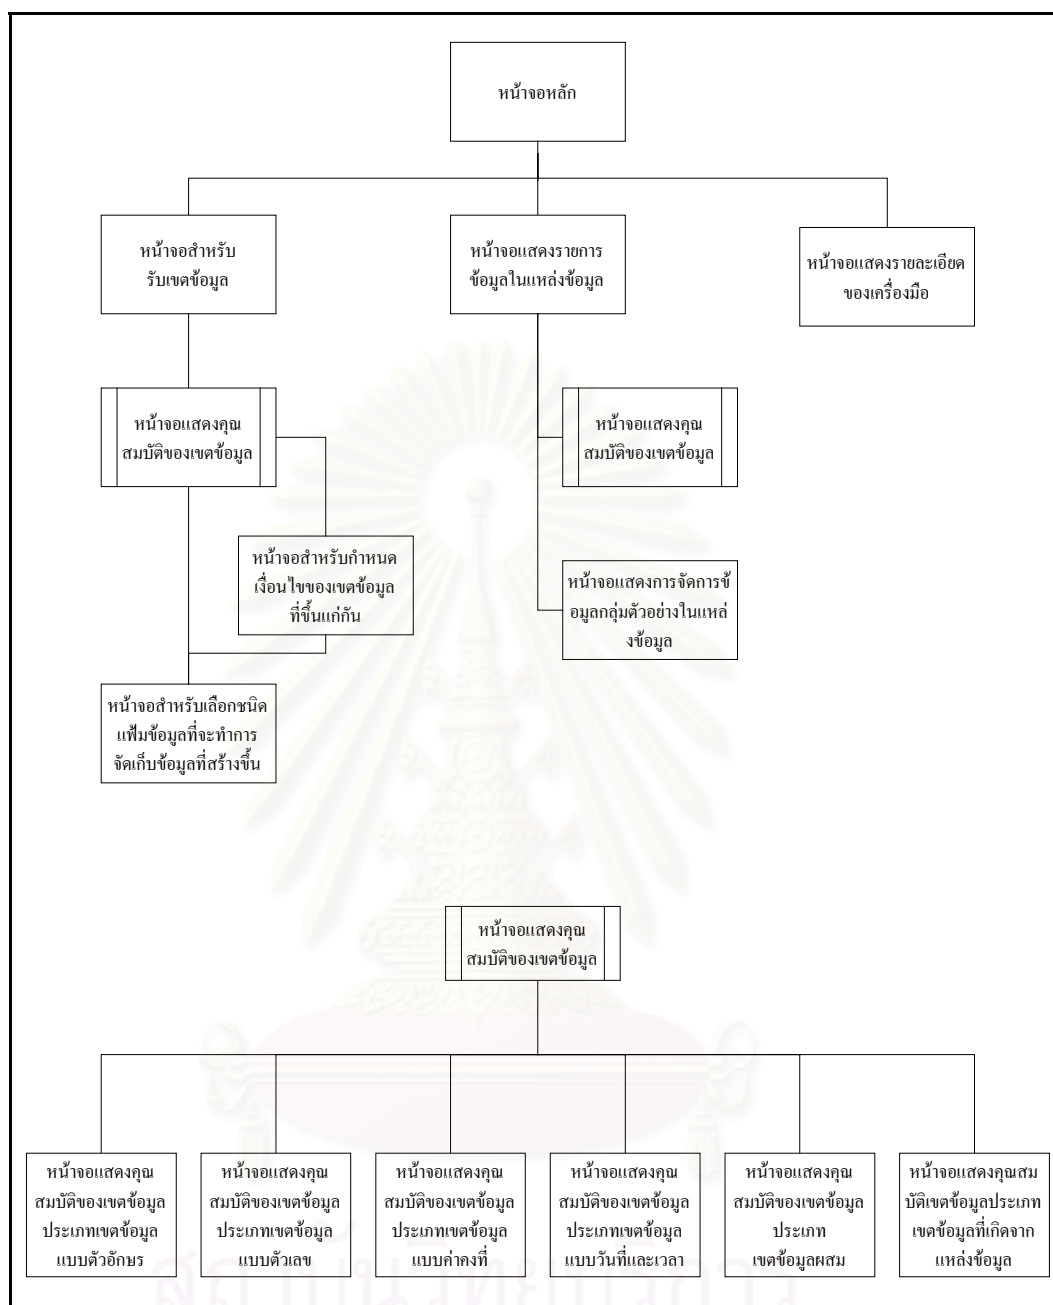 หน้าจอหลัก
หน้าจอสำหรับ
รับเขตข้อมูล
หน้าจอแสดงรายการ
ข้อมูลในแหล่งข้อมูล
หน้าจอแสดงรายละเอียด
ของเครื่องมือ
หน้าจอแสดงคุณ
สมบัติของเขตข้อมูล
หน้าจอแสดงคุณ
สมบัติของเขตข้อมูล
หน้าจอสำหรับกำหนด
เงื่อนไขของเขตข้อมูล
ที่ขึ้นแก่กัน
หน้าจอแสดงการจัดการข้
อมูลกลุ่มตัวอย่างในแหล่
งข้อมูล
หน้าจอสำหรับเลือกชนิด
แฟ้มข้อมูลที่จะทำการ
จัดเก็บข้อมูลที่สร้างขึ้น
หน้าจอแสดงคุณ
สมบัติของเขตข้อมูล
หน้าจอแสดงคุณ
สมบัติของเขตข้อมูล
ประเภทเขตข้อมูล
แบบตัวอักษร
หน้าจอแสดงคุณ
สมบัติของเขตข้อมูล
ประเภทเขตข้อมูล
แบบตัวเลข
หน้าจอแสดงคุณ
สมบัติของเขตข้อมูล
ประเภทเขตข้อมูล
แบบค่าคงที่
หน้าจอแสดงคุณ
สมบัติของเขตข้อมูล
ประเภทเขตข้อมูล
แบบวันที่และเวลา
หน้าจอแสดงคุณ
สมบัติของเขตข้อมูล
ประเภท
เขตข้อมูลผสม
หน้าจอแสดงคุณสม
บัติเขตข้อมูลประเภท
เขตข้อมูลที่เกิดจาก
แหล่งข้อมูล
สถาบันวิทยบริการ